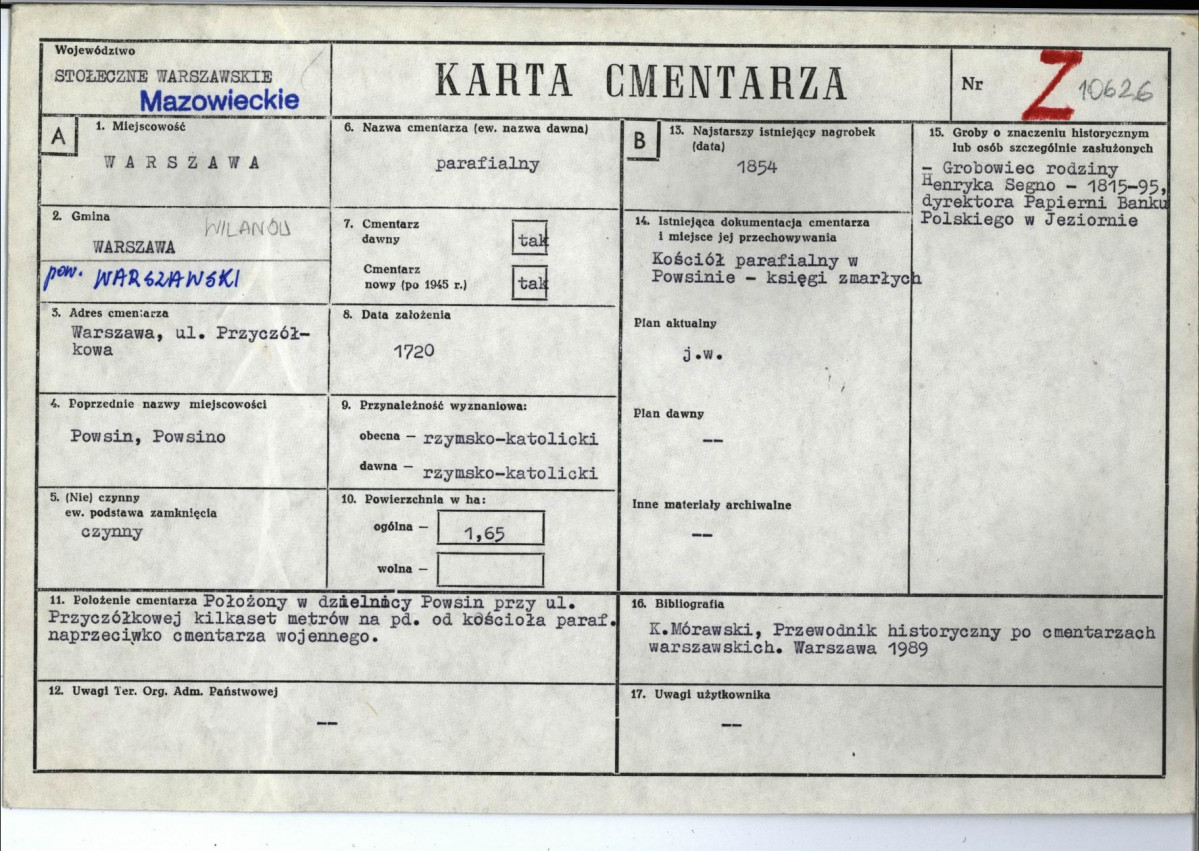 Województwo
STOŁECZNE WARSZAWSKIE
Mazowieckie
KARTA CMENTARZA
Nr Z 10626
A
1. Miejscowość
WARSZAWA
2. Gmina
WILANÓW
WARSZAWA
pow. WARSZAWSKI
3. Adres cmentarza
Warszawa, ul. Przyczół-
kowa
4. Poprzednie nazwy miejscowości
Powsin, Powsino
5. (Nie) czynny
ew. podstawa zamknięcia
czynny
6. Nazwa cmentarza (ew. nazwa dawna)
parafialny
7. Cmentarz
dawny tak
Cmentarz
nowy (po 1945 r.) tak
8. Data założenia
1720
9. Przynależność wyznaniowa:
obecna — rzymsko-katolicki
dawna — rzymsko-katolicki
10. Powierzchnia w ha:
ogólna — 1,65
wolna —
11. Położenie cmentarza Położony w dzielnicy Powsin przy ul.
Przyczółkowej kilkaset metrów na pd. od kościoła paraf.
naprzeciwko cmentarza wojennego.
12. Uwagi Ter. Org. Adm. Państwowej
--
B
13. Najstarszy istniejący nagrobek
(data)
1854
14. Istniejąca dokumentacja cmentarza
i miejsce jej przechowywania
Kościół parafialny w
Powsinie - księgi zmarłych
Plan aktualny
j.w.
Plan dawny
--
Inne materiały archiwalne
--
15. Groby o znaczeniu historycznym
lub osób szczególnie zasłużonych
- Grobowiec rodziny
Henryka Segno - 1815-95,
dyrektora Papierni Banku
Polskiego w Jeziornie
16. Bibliografia
K.Mórawski, Przewodnik historyczny po cmentarzach
warszawskich. Warszawa 1989
17. Uwagi użytkownika
--